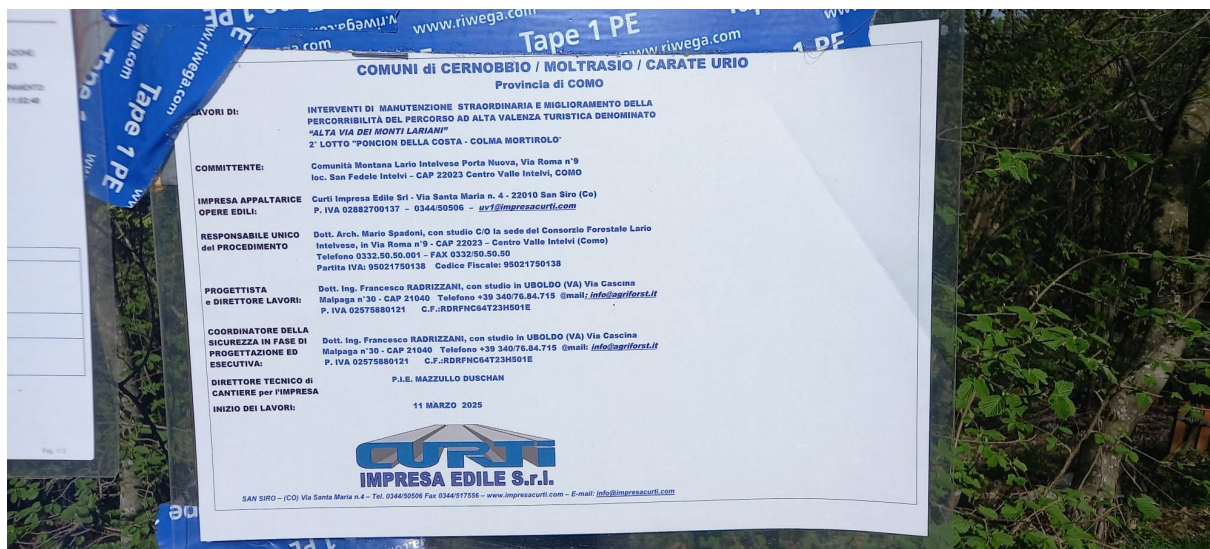 www.riwega.com
Tape 1 PE
www.riwega.com
1 PE
Tape 1 PE
COMUNI di CERNOBBIO / MOLTRASIO / CARATE URIO
Provincia di COMO
LAVORI DI:
INTERVENTI DI MANUTENZIONE STRAORDINARIA E MIGLIORAMENTO DELLA
PERCORRIBILITÀ DEL PERCORSO AD ALTA VALENZA TURISTICA DENOMINATO
"ALTA VIA DEI MONTI LARIANI"
2° LOTTO "PONCION DELLA COSTA - COLMA MORTIROLO"
COMMITTENTE:
Comunità Montana Lario Intelvese Porta Nuova, Via Roma n°9
loc. San Fedele Intelvi – CAP 22023 Centro Valle Intelvi, COMO
IMPRESA APPALTARICE
OPERE EDILI:
Curti Impresa Edile Srl - Via Santa Maria n. 4 - 22010 San Siro (Co)
P. IVA 02882700137 – 0344/50506 – uv1@impresacurti.com
RESPONSABILE UNICO
del PROCEDIMENTO
Dott. Arch. Mario Spadoni, con studio C/O la sede del Consorzio Forestale Lario
Intelvese, in Via Roma n°9 - CAP 22023 – Centro Valle Intelvi (Como)
Telefono 0332.50.50.001 – FAX 0332/50.50.50
Partita IVA: 95021750138 Codice Fiscale: 95021750138
PROGETTISTA
e DIRETTORE LAVORI:
Dott. Ing. Francesco RADRIZZANI, con studio in UBOLDO (VA) Via Cascina
Malpaga n°30 - CAP 21040 Telefono +39 340/76.84.715 @mail: info@agriforst.it
P. IVA 02575880121 C.F.:RDRFNC64T23H501E
COORDINATORE DELLA
SICUREZZA IN FASE DI
PROGETTAZIONE ED
ESECUTIVA:
Dott. Ing. Francesco RADRIZZANI, con studio in UBOLDO (VA) Via Cascina
Malpaga n°30 - CAP 21040 Telefono +39 340/76.84.715 @mail: info@agriforst.it
P. IVA 02575880121 C.F.:RDRFNC64T23H501E
DIRETTORE TECNICO di
CANTIERE per l'IMPRESA
P.I.E. MAZZULLO DUSCHAN
INIZIO DEI LAVORI:
11 MARZO 2025
CURTI
IMPRESA EDILE S.r.l.
SAN SIRO – (CO) Via Santa Maria n.4 – Tel. 0344/50506 Fax 0344/517556 – www.impresacurti.com – E-mail: info@impresacurti.com